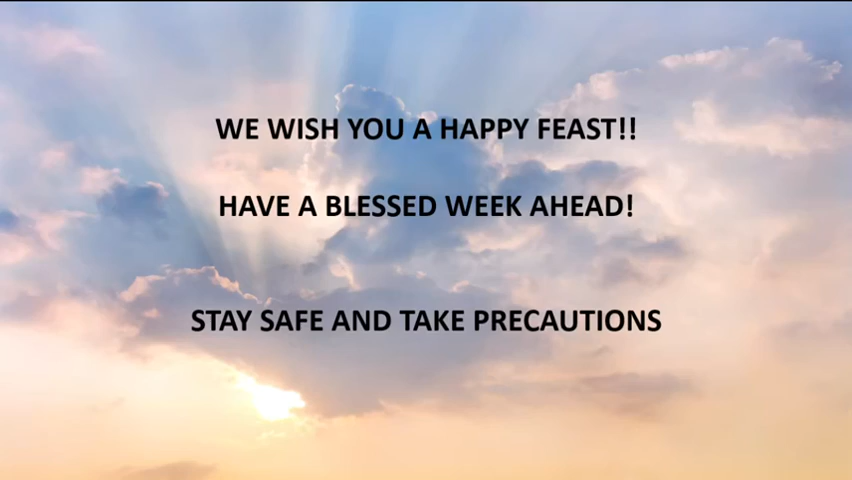 WE WISH YOU A HAPPY FEAST!!
HAVE A BLESSED WEEK AHEAD!
STAY SAFE AND TAKE PRECAUTIONS